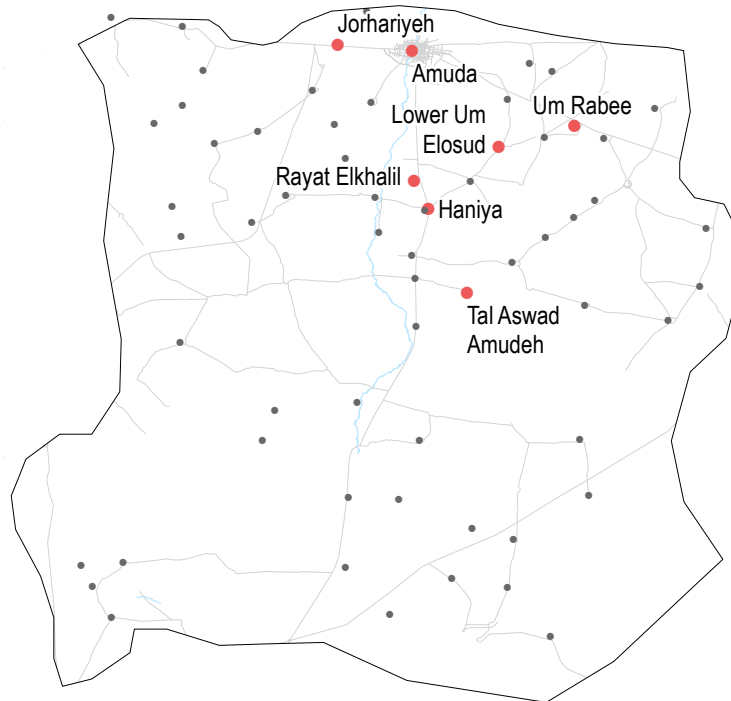 Jorhariyeh
Amuda
Lower Um
Elosud
Um Rabee
Rayat Elkhalil
Haniya
Tal Aswad
Amudeh